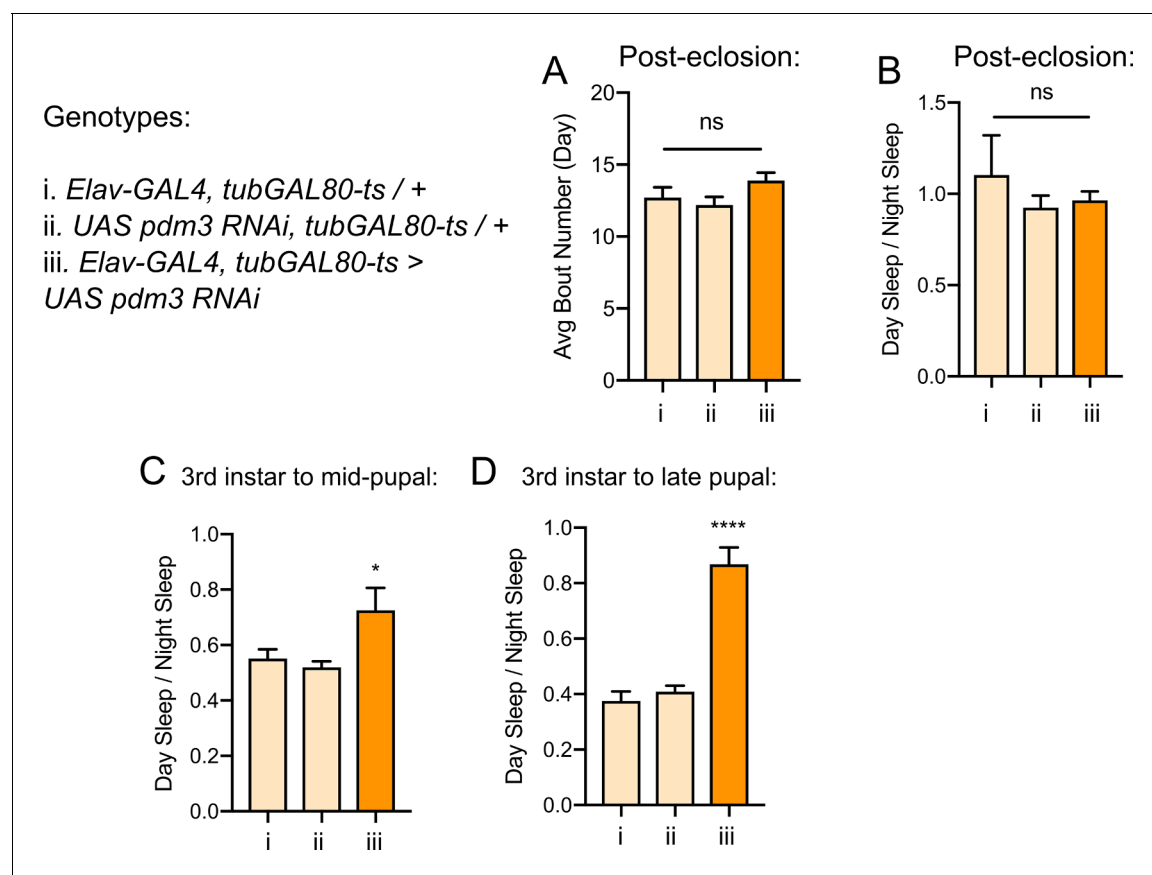 Genotypes:
i. Elav-GAL4, tubGAL80-ts / +
ii. UAS pdm3 RNAi, tubGAL80-ts / +
iii. Elav-GAL4, tubGAL80-ts >
UAS pdm3 RNAi
A
Post-eclosion:
Avg Bout Number (Day)
20
15
10
5
0
ns
i ii iii
B
Post-eclosion:
Day Sleep / Night Sleep
1.5
1.0
0.5
0.0
ns
i ii iii
C
3rd instar to mid-pupal:
Day Sleep / Night Sleep
1.0
0.8
0.6
0.4
0.2
0.0
*
i ii iii
D
3rd instar to late pupal:
Day Sleep / Night Sleep
1.0
0.8
0.6
0.4
0.2
0.0
****
i ii iii